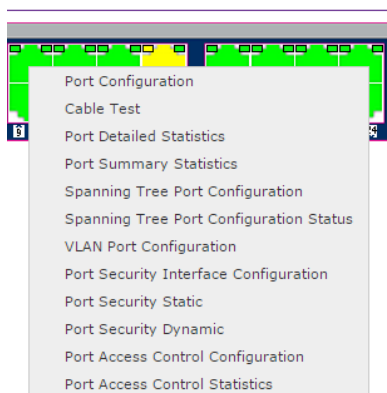 Port Configuration
Cable Test
Port Detailed Statistics
Port Summary Statistics
Spanning Tree Port Configuration
Spanning Tree Port Configuration Status
VLAN Port Configuration
Port Security Interface Configuration
Port Security Static
Port Security Dynamic
Port Access Control Configuration
Port Access Control Statistics